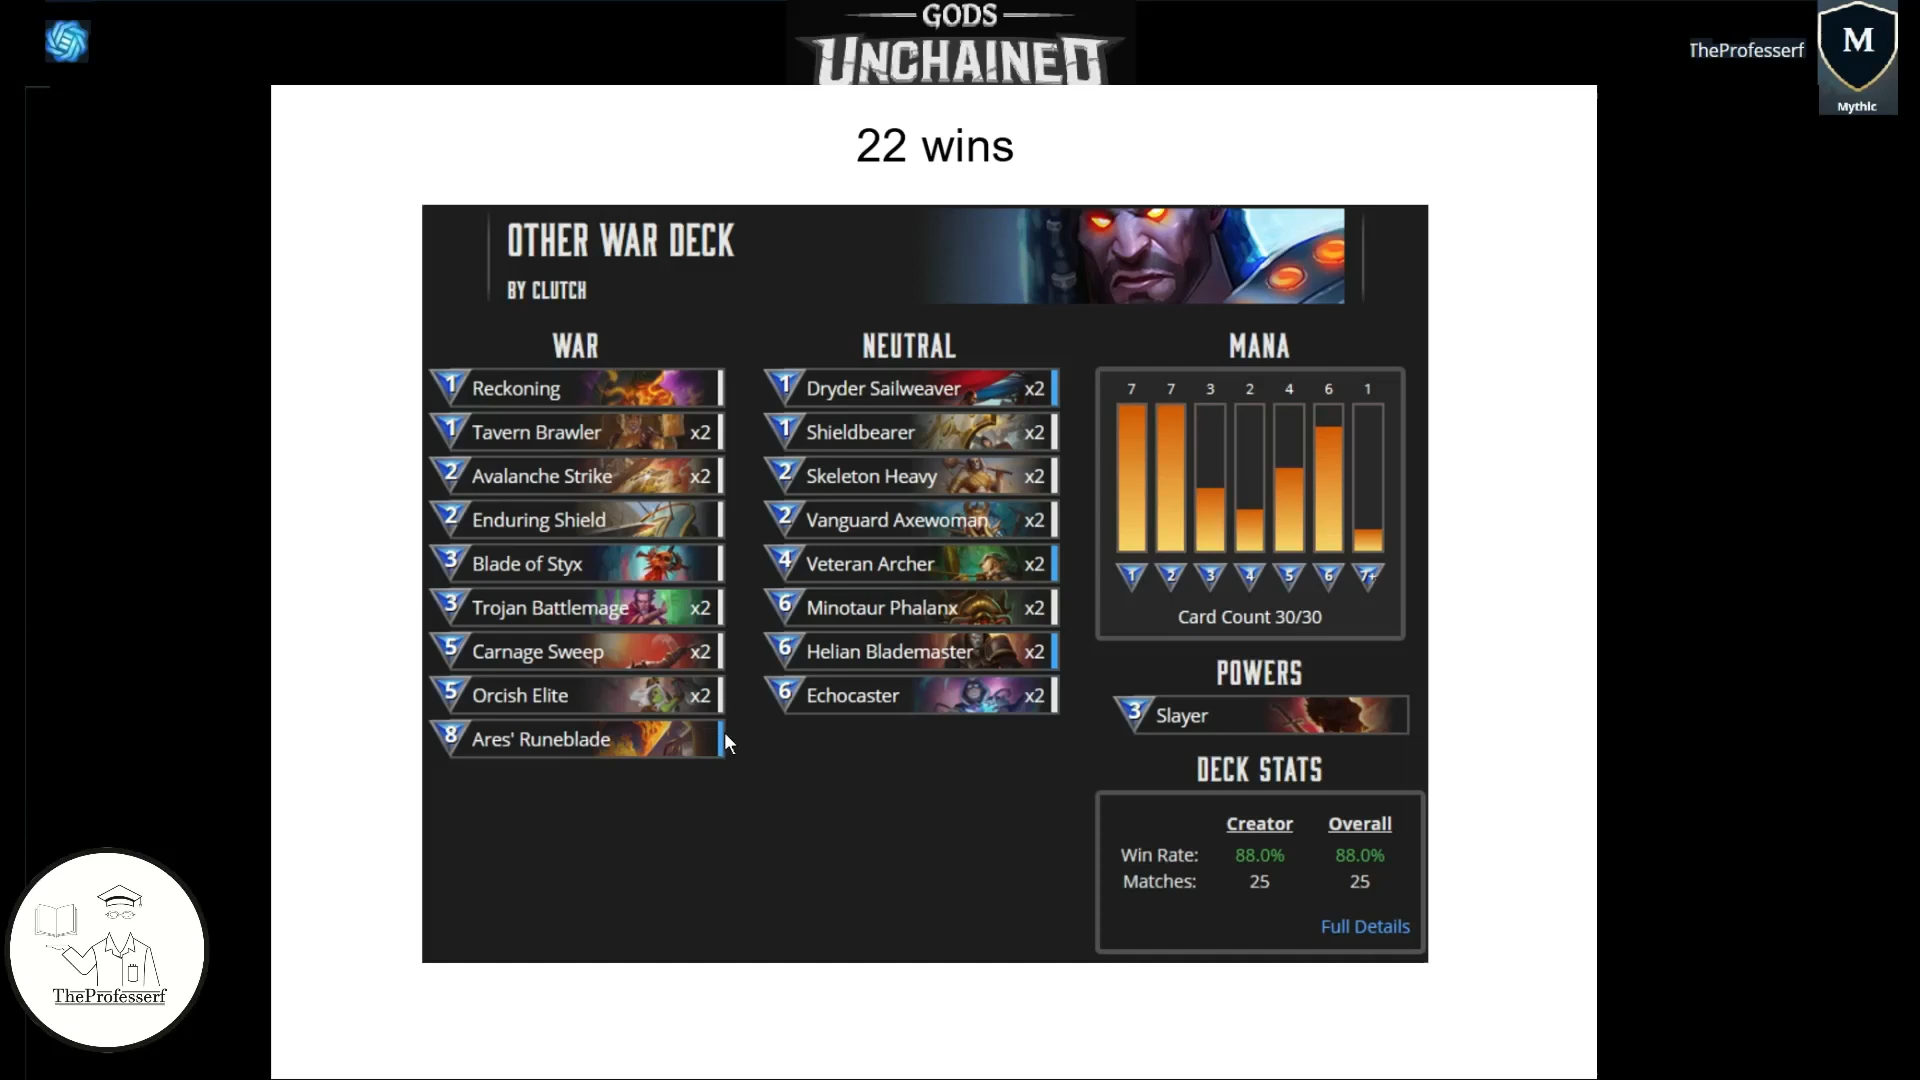 GODS
UNCHAINED
TheProfesserf
M
Mythic
22 wins
OTHER WAR DECK
BY CLUTCH
WAR
1 Reckoning
1 Tavern Brawler x2
2 Avalanche Strike x2
2 Enduring Shield
3 Blade of Styx
3 Trojan Battlemage x2
5 Carnage Sweep x2
5 Orcish Elite x2
8 Ares' Runeblade
NEUTRAL
1 Dryder Sailweaver x2
1 Shieldbearer x2
2 Skeleton Heavy x2
2 Vanguard Axewoman x2
4 Veteran Archer x2
6 Minotaur Phalanx x2
6 Helian Blademaster x2
6 Echocaster x2
MANA
7 7 3 2 4 6 1
1 2 3 4 5 6 7+
Card Count 30/30
POWERS
3 Slayer
DECK STATS
Creator Overall
Win Rate: 88.0% 88.0%
Matches: 25 25
Full Details
TheProfesserf